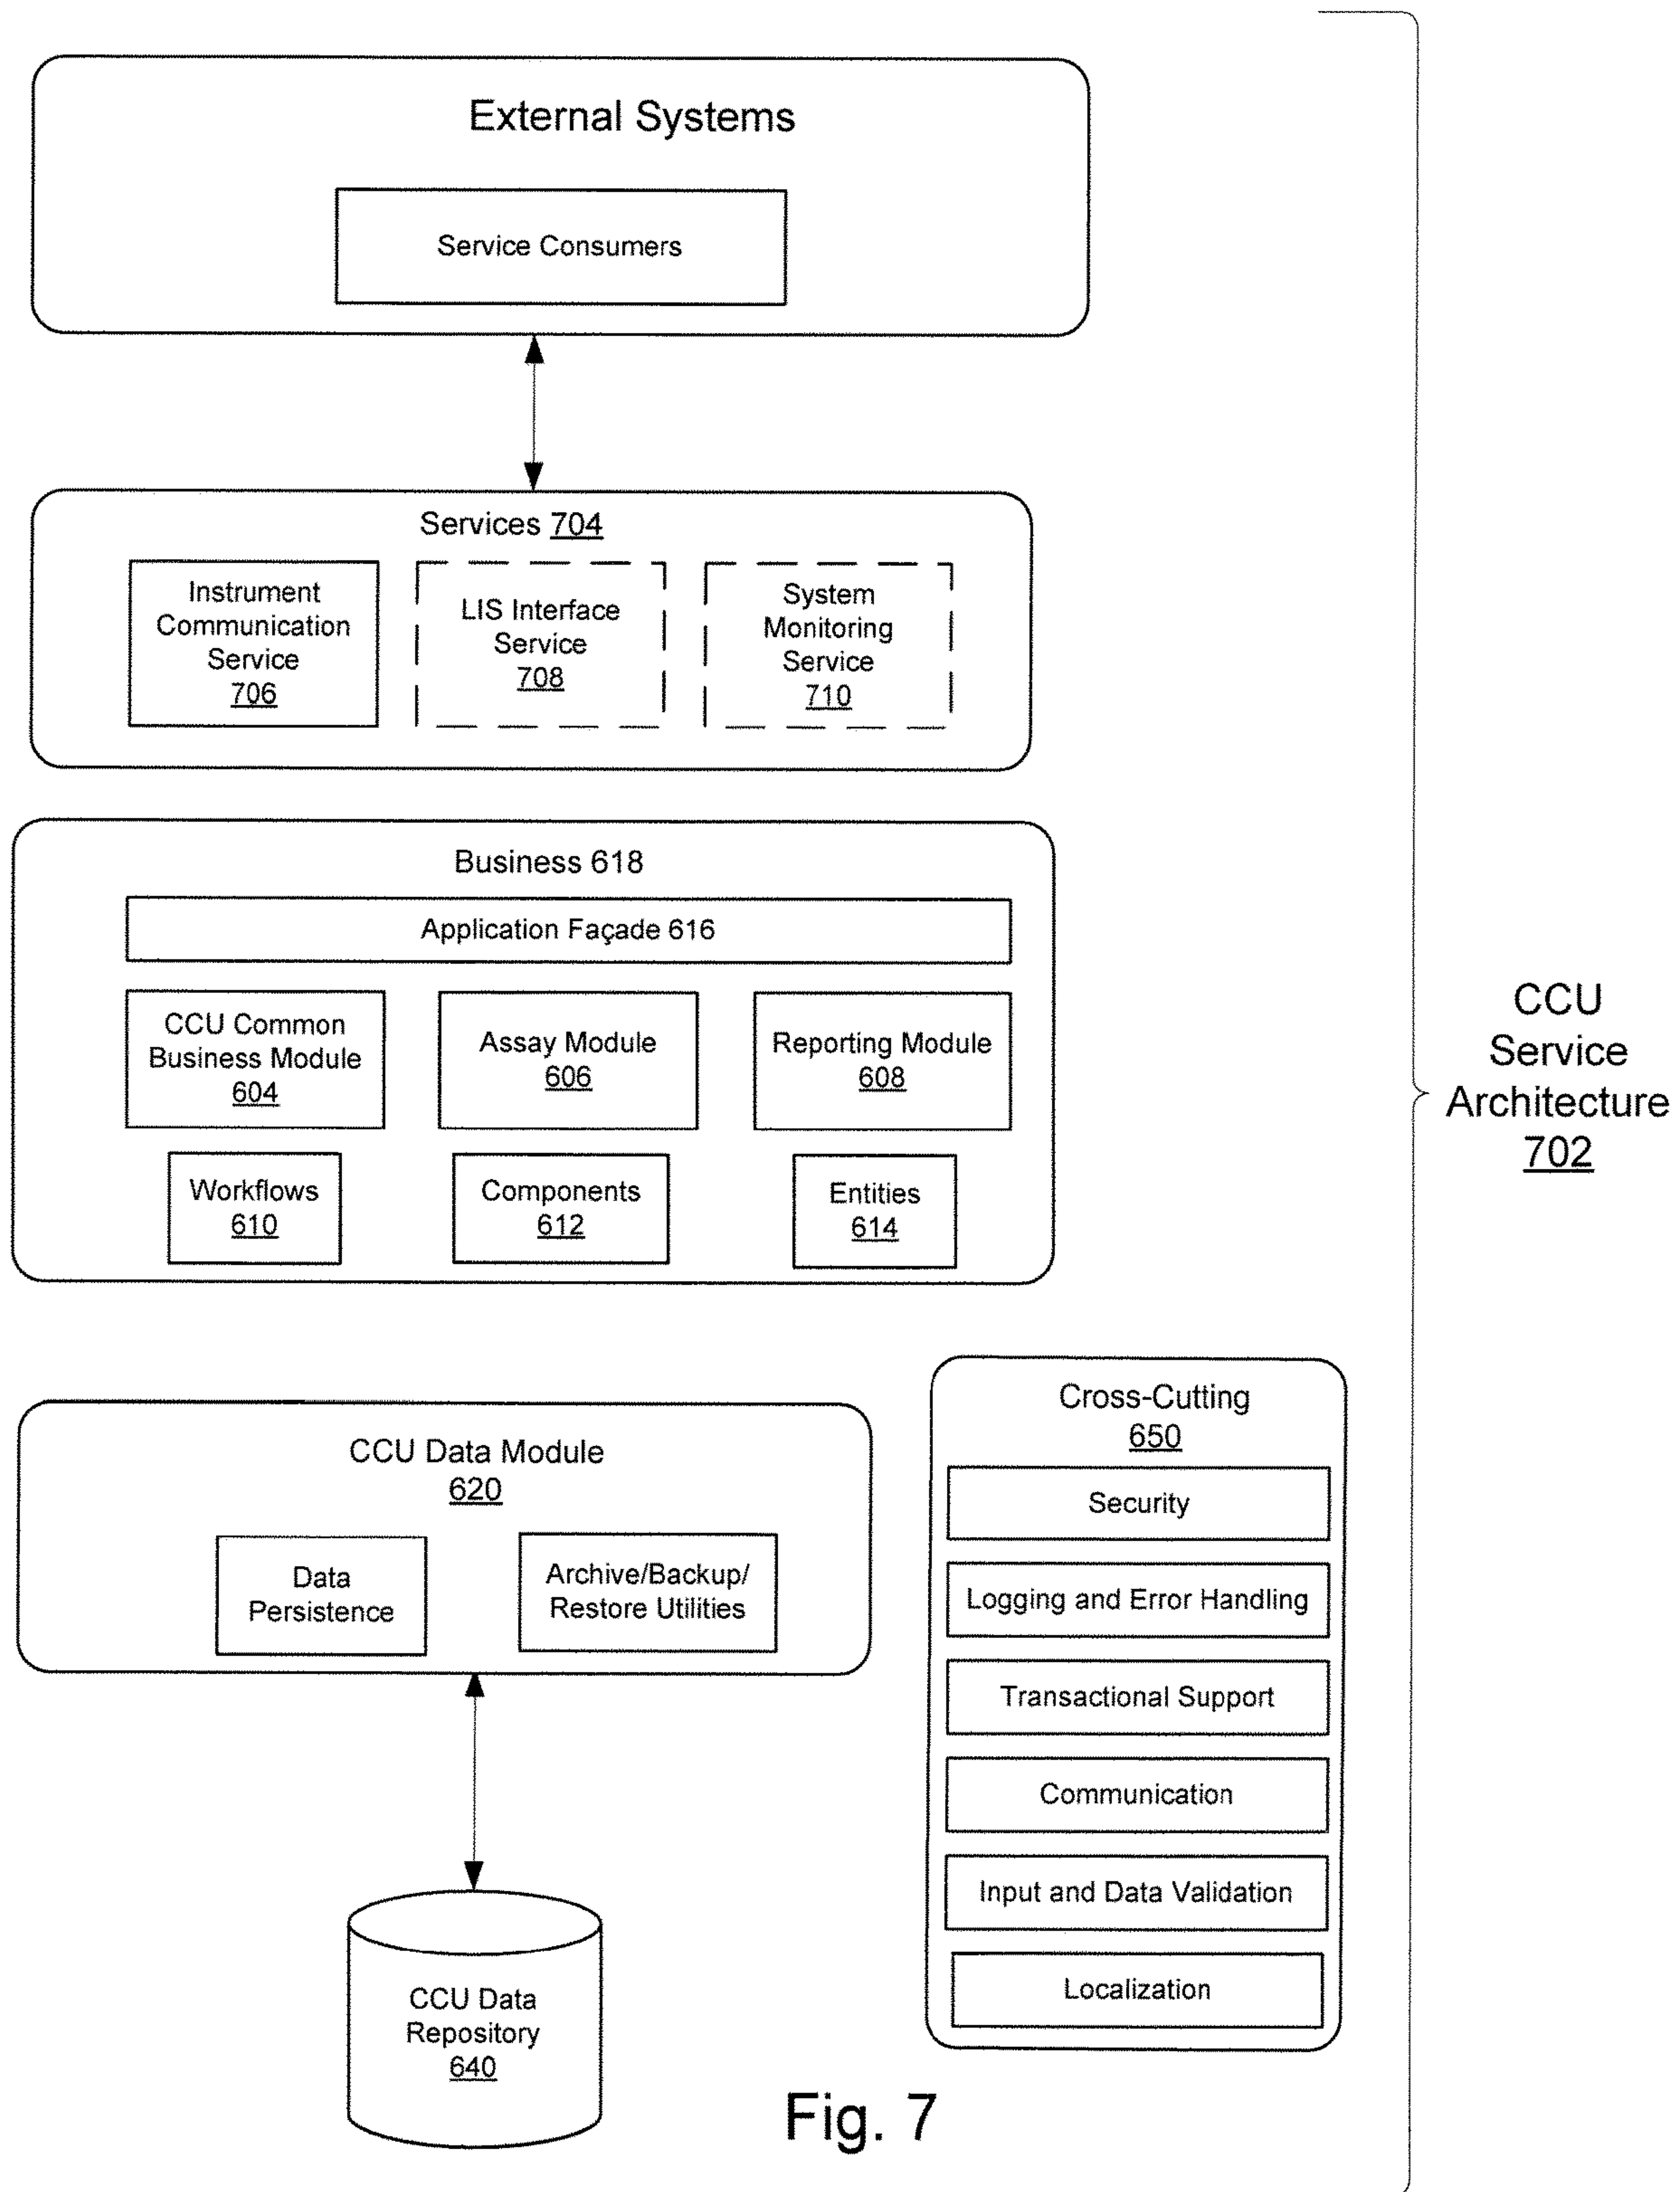 External Systems
Service Consumers
Services 704
Instrument
Communication
Service
706
LIS Interface
Service
708
System
Monitoring
Service
710
Business 618
Application Façade 616
CCU Common
Business Module
604
Assay Module
606
Reporting Module
608
Workflows
610
Components
612
Entities
614
CCU
Service
Architecture
702
CCU Data Module
620
Data
Persistence
Archive/Backup/
Restore Utilities
Cross-Cutting
650
Security
Logging and Error Handling
Transactional Support
Communication
Input and Data Validation
Localization
CCU Data
Repository
640
Fig. 7